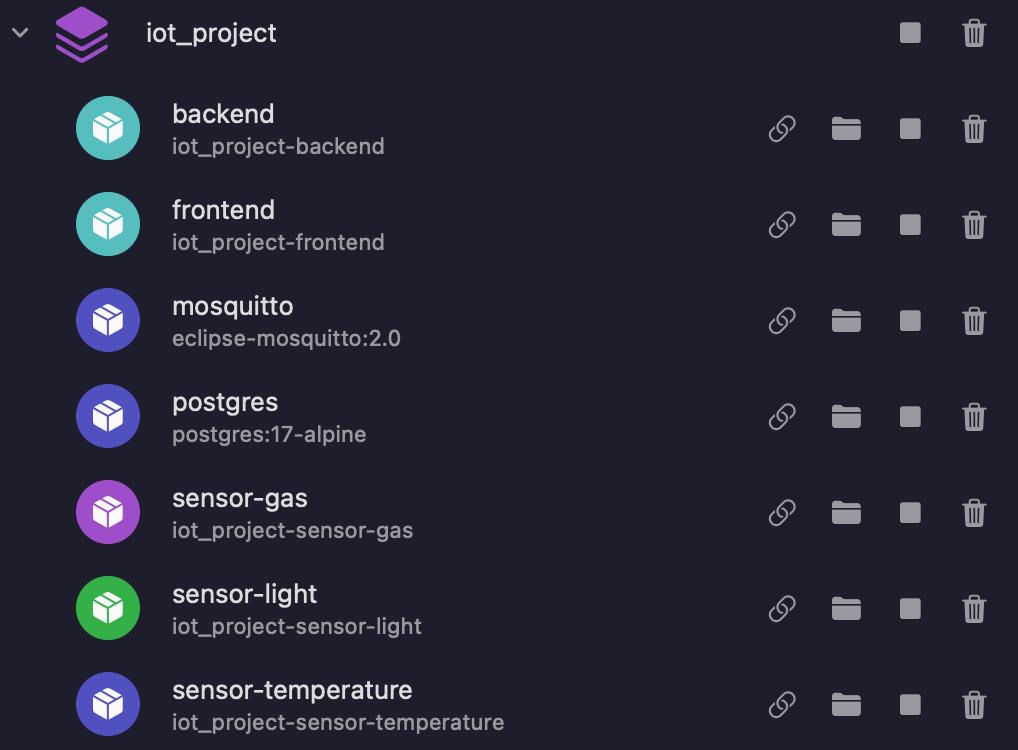 iot_project
backend
iot_project-backend
frontend
iot_project-frontend
mosquitto
eclipse-mosquitto:2.0
postgres
postgres:17-alpine
sensor-gas
iot_project-sensor-gas
sensor-light
iot_project-sensor-light
sensor-temperature
iot_project-sensor-temperature